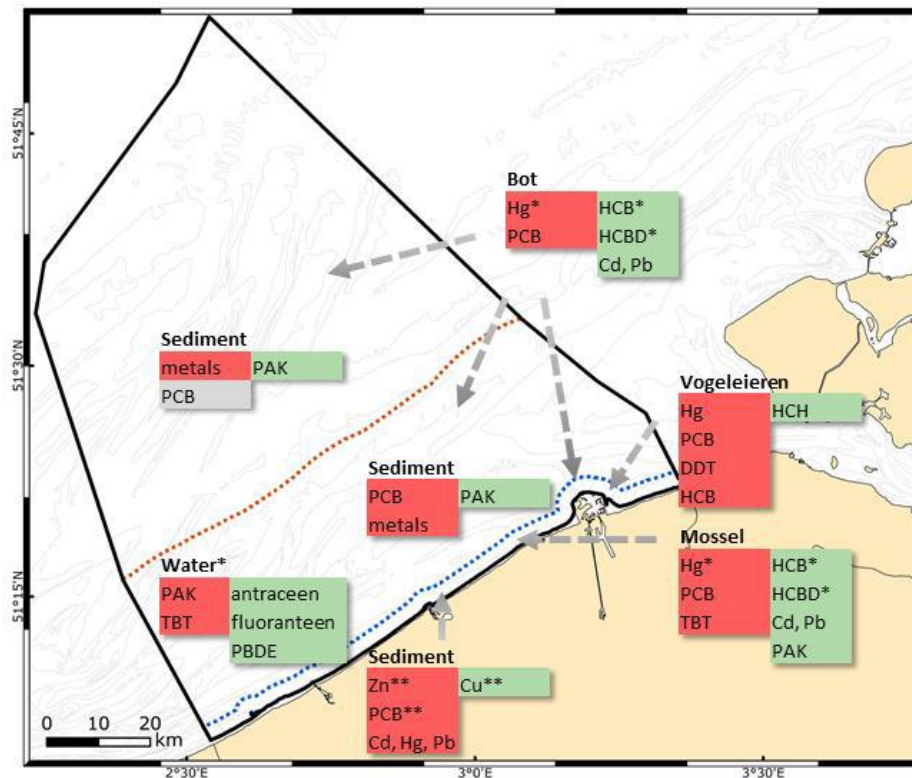 51°45'N
51°30'N
51°15'N
Bot
Hg* HCB*
PCB HCBD*
Cd, Pb
Sediment
metals PAK
PCB
Vogeleieren
Hg HCH
PCB
DDT
HCB
Sediment
PCB PAK
metals
Mossel
Hg* HCB*
PCB HCBD*
TBT Cd, Pb
PAK
Water*
PAK antraceen
TBT fluoranteen
PBDE
Sediment
Zn** Cu**
PCB**
Cd, Hg, Pb
0 10 20
km
2°30'E 3°0'E 3°30'E